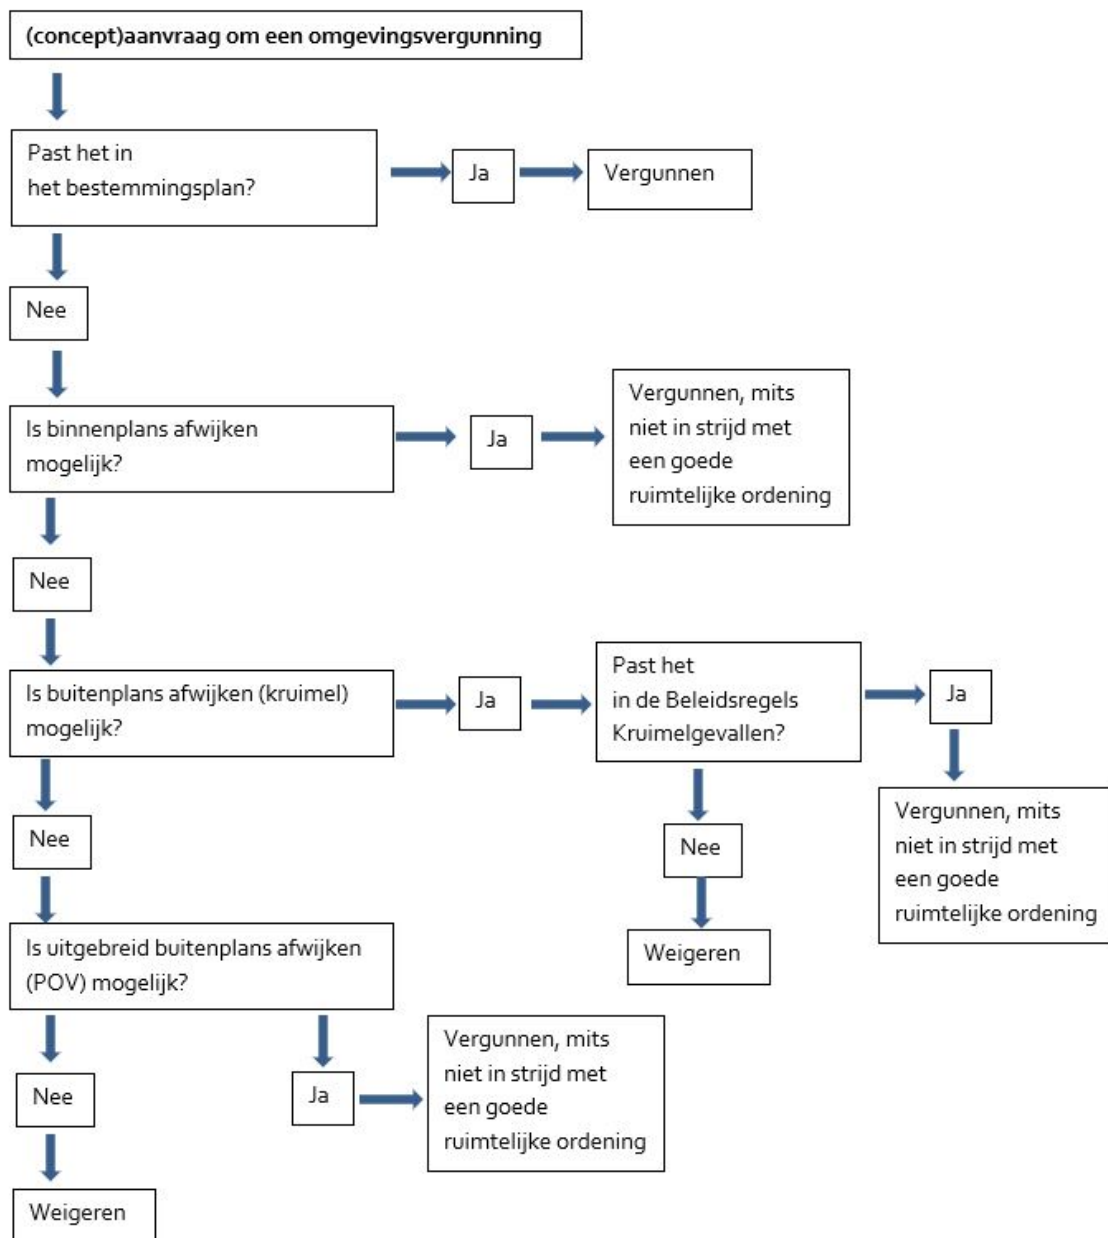 (concept)aanvraag om een omgevingsvergunning
Past het in
het bestemmingsplan?
Ja
Vergunnen
Nee
Is binnenplans afwijken
mogelijk?
Ja
Vergunnen, mits
niet in strijd met
een goede
ruimtelijke ordening
Nee
Is buitenplans afwijken (kruimel)
mogelijk?
Ja
Past het
in de Beleidsregels
Kruimelgevallen?
Ja
Vergunnen, mits
niet in strijd met
een goede
ruimtelijke ordening
Nee
Weigeren
Nee
Is uitgebreid buitenplans afwijken
(POV) mogelijk?
Ja
Vergunnen, mits
niet in strijd met
een goede
ruimtelijke ordening
Nee
Weigeren